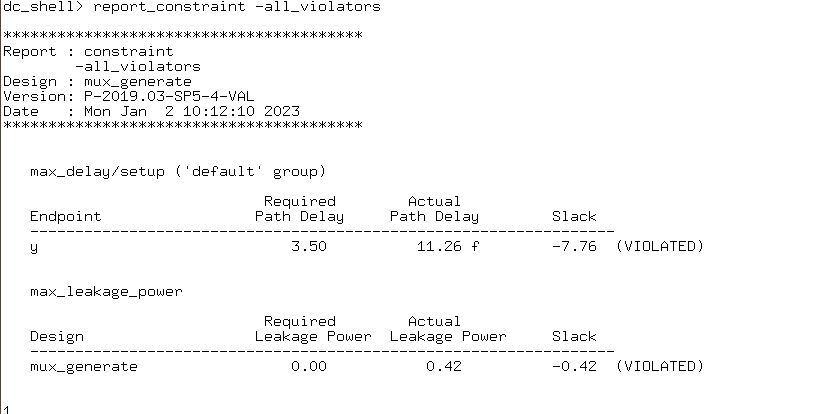 dc_shell> report_constraint -all_violators
****************************************
Report : constraint
        -all_violators
Design : mux_generate
Version: P-2019.03-SP5-4-VAL
Date   : Mon Jan  2 10:12:10 2023
****************************************
   max_delay/setup ('default' group)
                             Required        Actual
   Endpoint                 Path Delay     Path Delay        Slack
   -----------------------------------------------------------------
   y                            3.50          11.26 f        -7.76  (VIOLATED)
   max_leakage_power
                             Required        Actual
   Design                   Leakage Power  Leakage Power     Slack
   -----------------------------------------------------------------
   mux_generate                 0.00           0.42          -0.42  (VIOLATED)
1